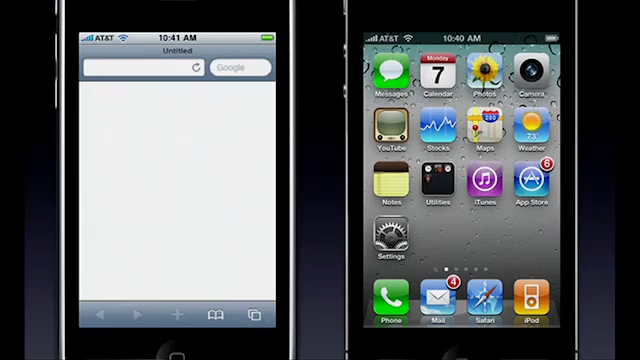 AT&T 10:41 AM
Untitled
Google
AT&T 10:40 AM
Monday
7
280
73°
6
Messages Calendar Photos Camera
YouTube Stocks Maps Weather
Notes Utilities iTunes App Store
Settings
4
Phone Mail Safari iPod